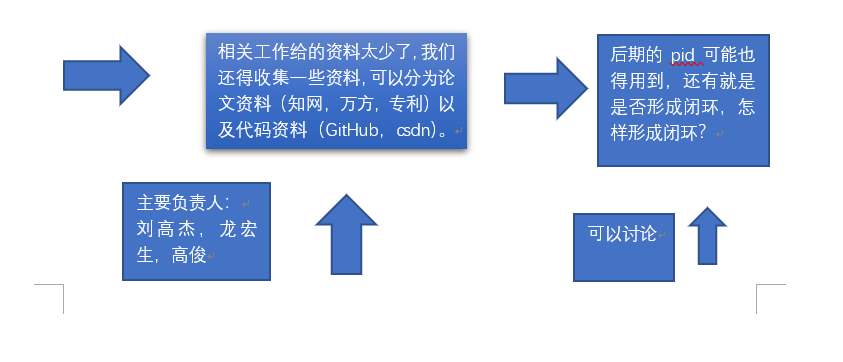 相关工作给的资料太少了,我们
还得收集一些资料,可以分为论
文资料（知网，万方，专利）以
及代码资料（GitHub，csdn）。
后期的 pid 可能也
得用到，还有就是
是否形成闭环，怎
样形成闭环？
主要负责人：
刘高杰，龙宏
生，高俊
可以讨论